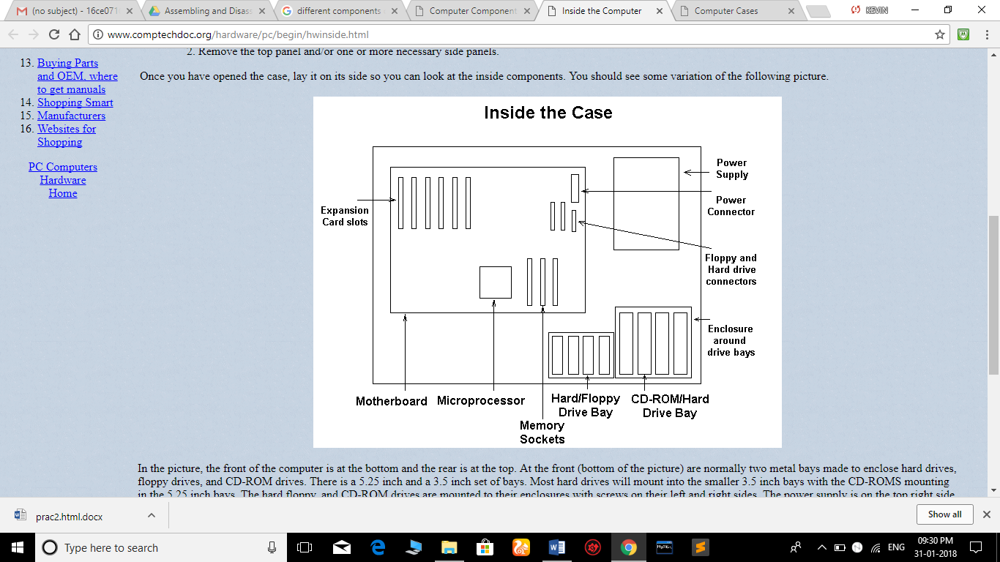 (no subject) - 16ce071
Assembling and Disass
different components
Computer Component
Inside the Computer
Computer Cases
KEVIN
www.comptechdoc.org/hardware/pc/begin/hwinside.html
13. Buying Parts
and OEM, where
to get manuals
14. Shopping Smart
15. Manufacturers
16. Websites for
Shopping
PC Computers
Hardware
Home
2. Remove the top panel and/or one or more necessary side panels.
Once you have opened the case, lay it on its side so you can look at the inside components. You should see some variation of the following picture.
Inside the Case
Power
Supply
Power
Connector
Expansion
Card slots
Floppy and
Hard drive
connectors
Enclosure
around
drive bays
Motherboard
Microprocessor
Memory
Sockets
Hard/Floppy
Drive Bay
CD-ROM/Hard
Drive Bay
In the picture, the front of the computer is at the bottom and the rear is at the top. At the front (bottom of the picture) are normally two metal bays made to enclose hard drives,
floppy drives, and CD-ROM drives. There is a 5.25 inch and a 3.5 inch set of bays. Most hard drives will mount into the smaller 3.5 inch bays with the CD-ROMS mounting
in the 5.25 inch bays. The hard floppy, and CD-ROM drives are mounted to their enclosures with screws on their left and right sides. The power supply is on the top right side
prac2.html.docx
Show all
Type here to search
MySQL
ENG
09:30 PM
31-01-2018